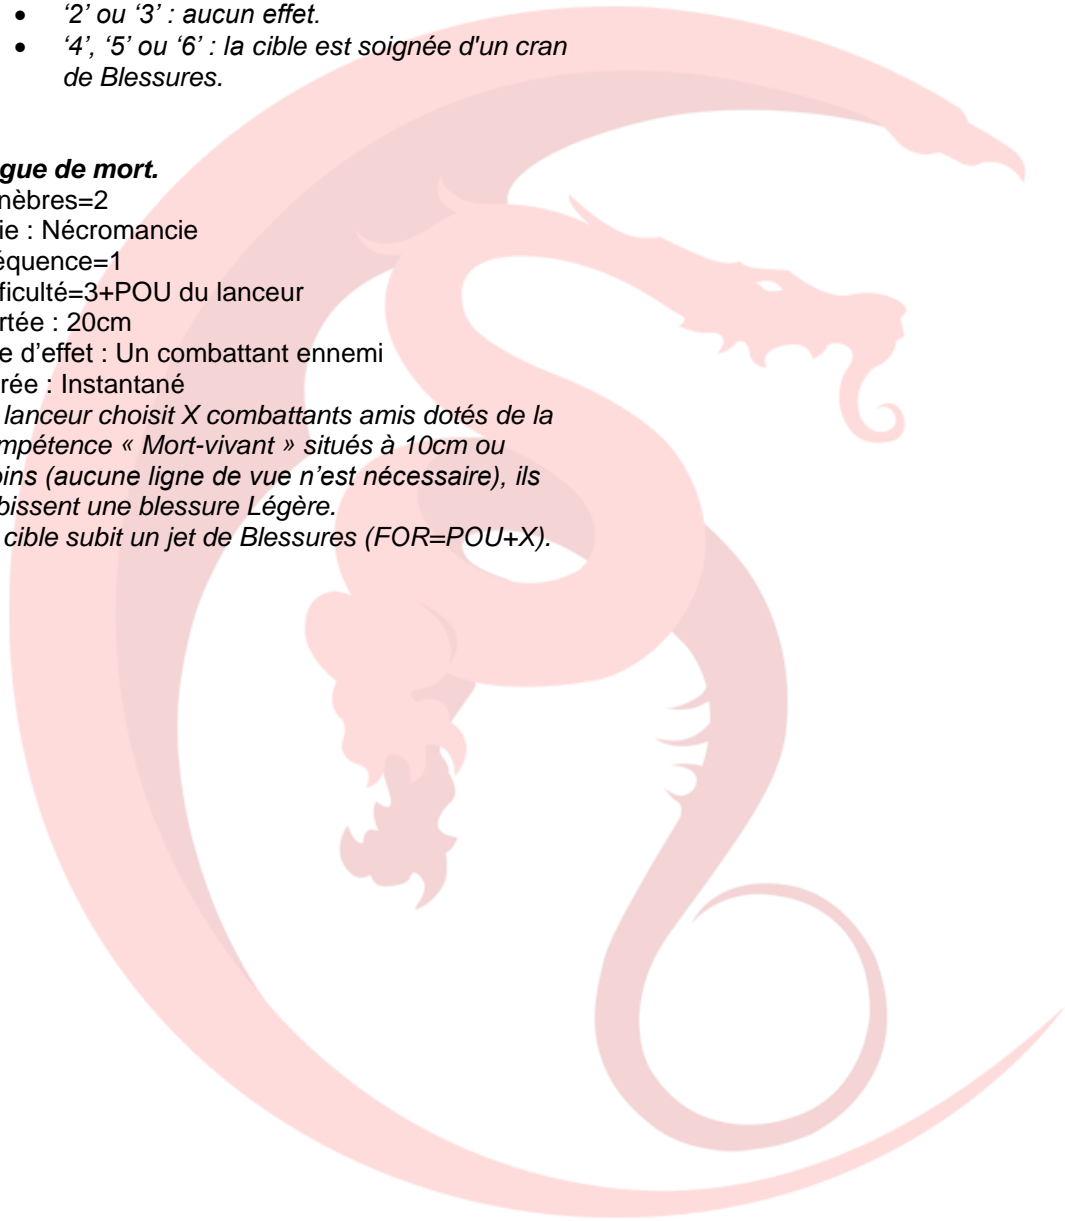 • ‘2’ ou ‘3’ : aucun effet.
• ‘4’, ‘5’ ou ‘6’ : la cible est soignée d'un cran
de Blessures.
gue de mort.
nèbres=2
ie : Nécromancie
équence=1
ficulté=3+POU du lanceur
rtée : 20cm
e d’effet : Un combattant ennemi
rée : Instantané
lanceur choisit X combattants amis dotés de la
mpétence « Mort-vivant » situés à 10cm ou
oins (aucune ligne de vue n’est nécessaire), ils
bissent une blessure Légère.
cible subit un jet de Blessures (FOR=POU+X).